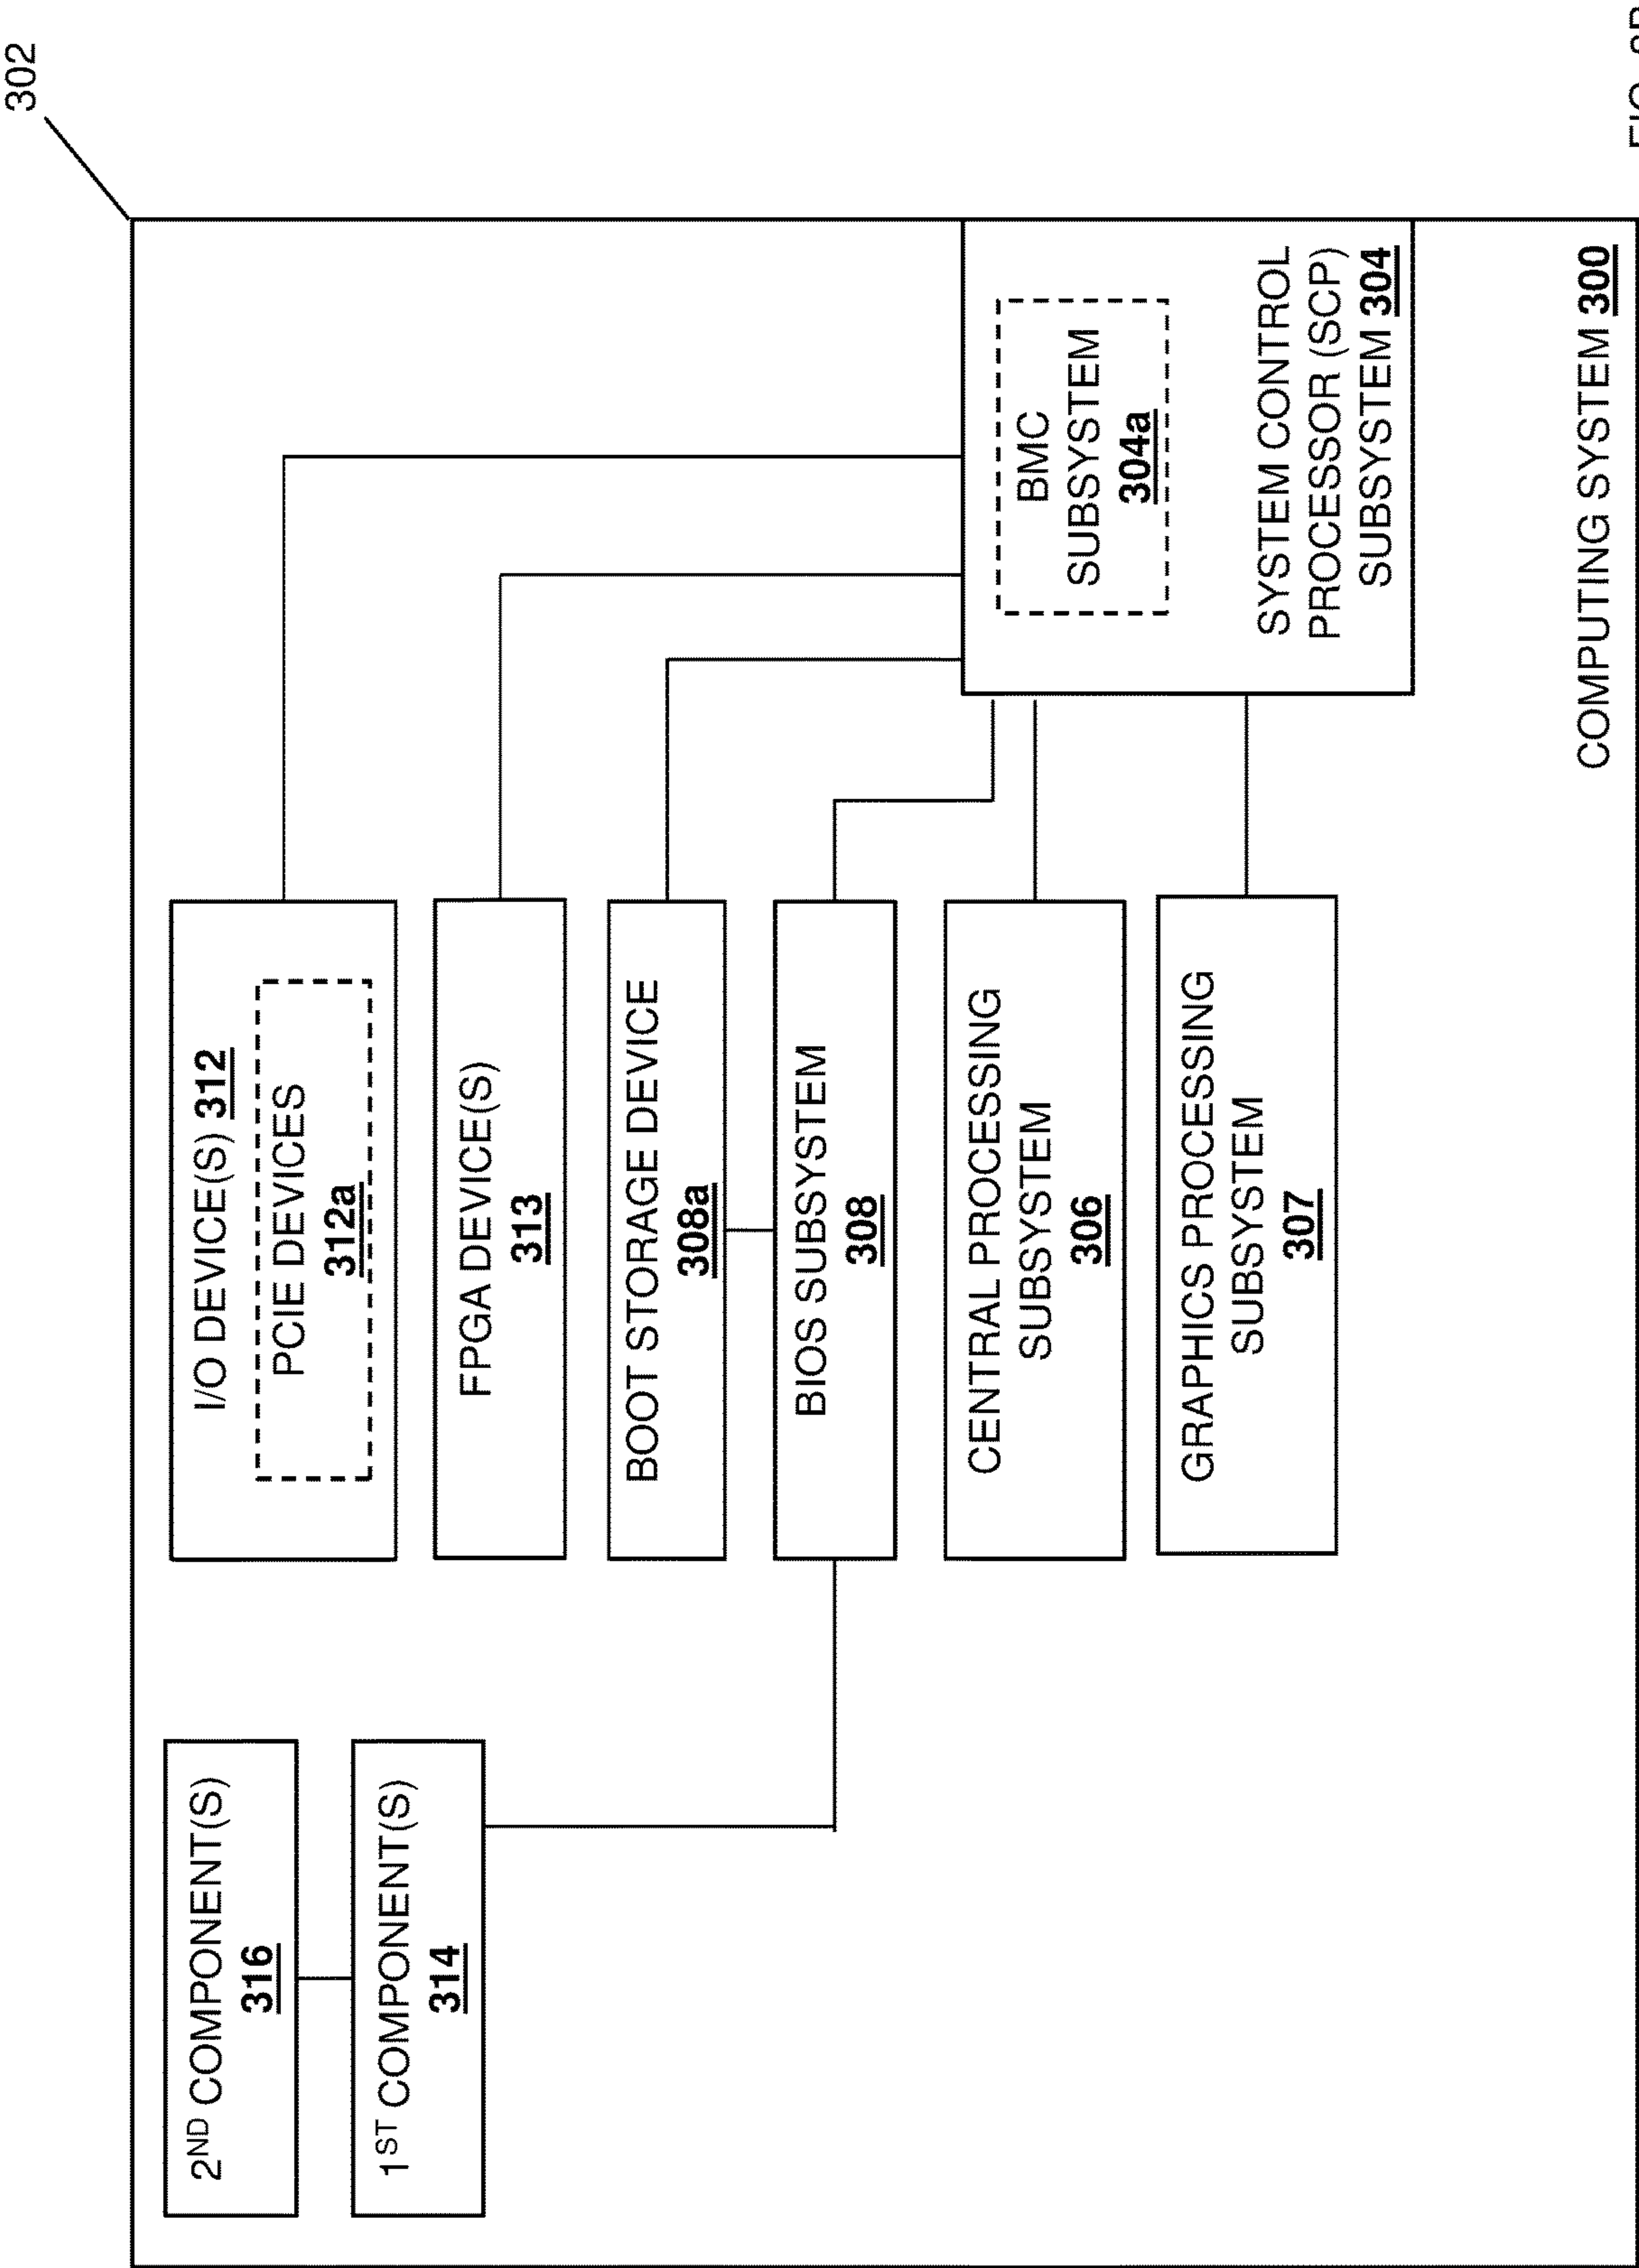 302
2ND COMPONENT(S)
316
1ST COMPONENT(S)
314
I/O DEVICE(S) 312
PCIE DEVICES
312a
FPGA DEVICE(S)
313
BOOT STORAGE DEVICE
308a
BIOS SUBSYSTEM
308
CENTRAL PROCESSING
SUBSYSTEM
306
GRAPHICS PROCESSING
SUBSYSTEM
307
BMC
SUBSYSTEM
304a
SYSTEM CONTROL
PROCESSOR (SCP)
SUBSYSTEM 304
COMPUTING SYSTEM 300